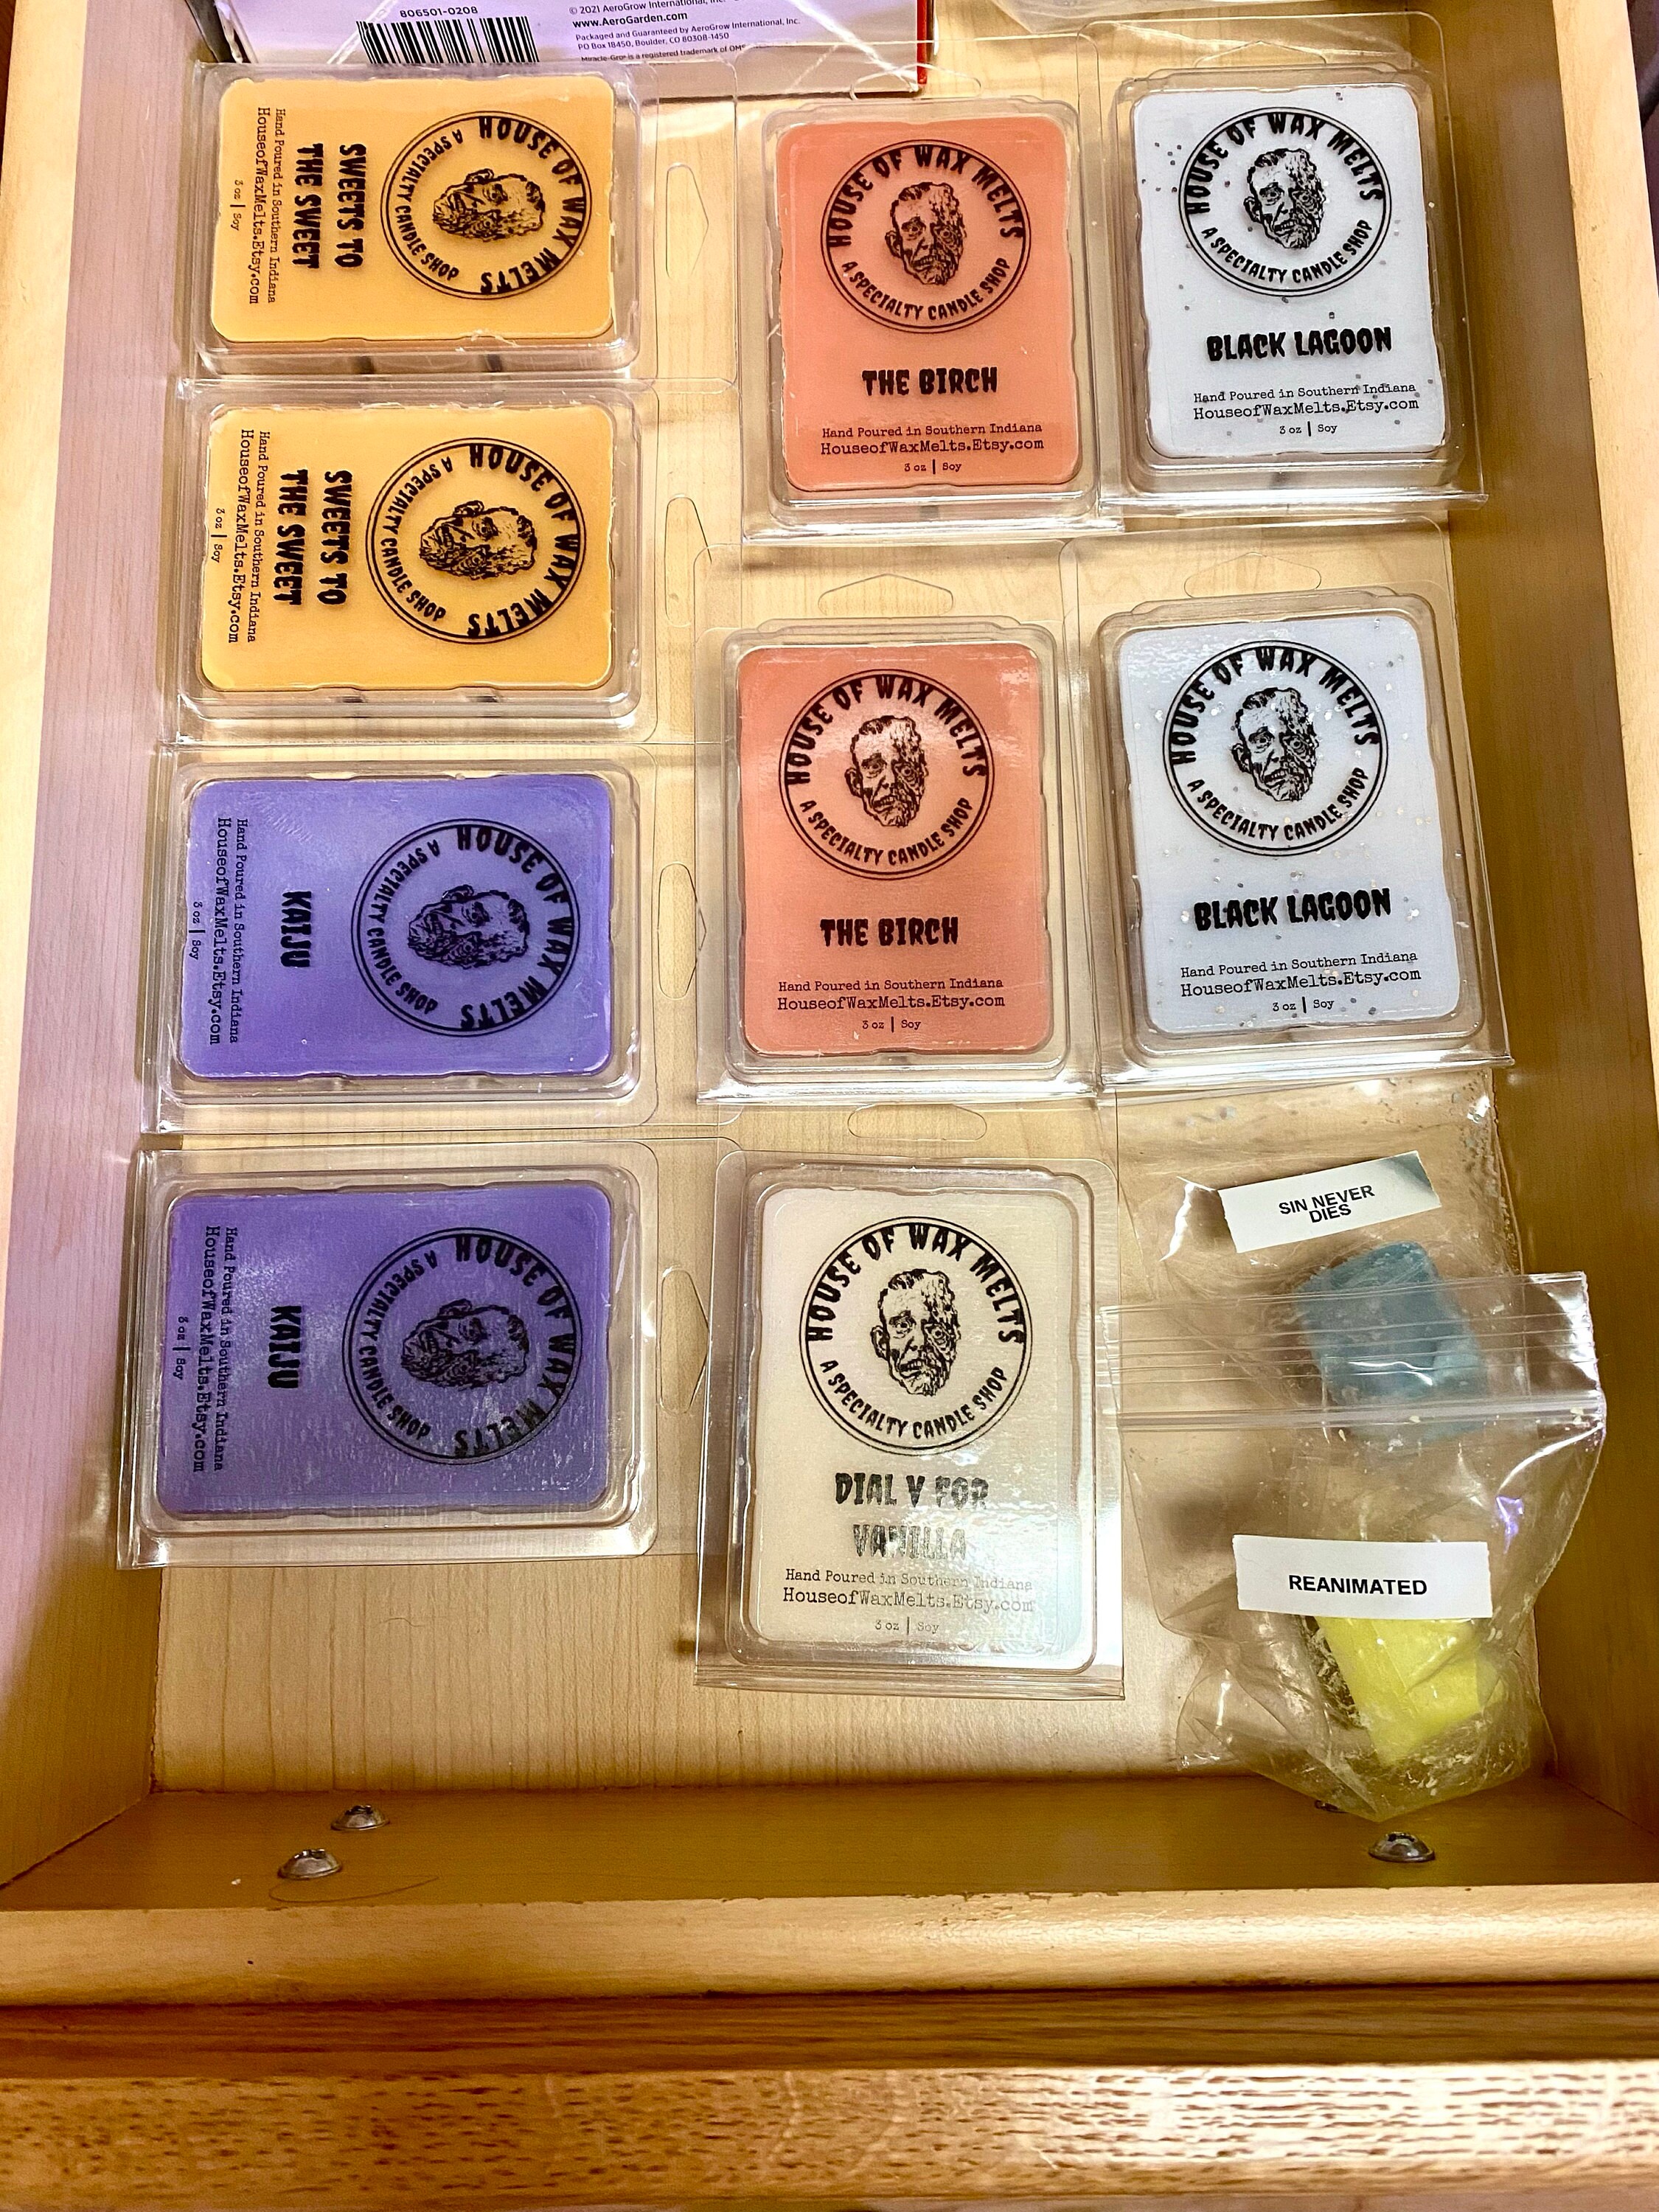 806501-0208
© 2021 AeroGrow International, Inc.
www.AeroGarden.com
Packaged and Guaranteed by AeroGrow International, Inc.
PO Box 18450, Boulder, CO 80308-1450
Miracle-Gro® is a registered trademark of OMS
HOUSE OF WAX MELTS
A SPECIALTY CANDLE SHOP
SWEETS TO
THE SWEET
Hand Poured in Southern Indiana
HouseofWaxMelts.Etsy.com
3 oz | Soy
HOUSE OF WAX MELTS
A SPECIALTY CANDLE SHOP
THE BIRCH
Hand Poured in Southern Indiana
HouseofWaxMelts.Etsy.com
3 oz | Soy
HOUSE OF WAX MELTS
A SPECIALTY CANDLE SHOP
BLACK LAGOON
Hand Poured in Southern Indiana
HouseofWaxMelts.Etsy.com
3 oz | Soy
HOUSE OF WAX MELTS
A SPECIALTY CANDLE SHOP
SWEETS TO
THE SWEET
Hand Poured in Southern Indiana
HouseofWaxMelts.Etsy.com
3 oz | Soy
HOUSE OF WAX MELTS
A SPECIALTY CANDLE SHOP
THE BIRCH
Hand Poured in Southern Indiana
HouseofWaxMelts.Etsy.com
3 oz | Soy
HOUSE OF WAX MELTS
A SPECIALTY CANDLE SHOP
BLACK LAGOON
Hand Poured in Southern Indiana
HouseofWaxMelts.Etsy.com
3 oz | Soy
HOUSE OF WAX MELTS
A SPECIALTY CANDLE SHOP
KAIJU
Hand Poured in Southern Indiana
HouseofWaxMelts.Etsy.com
3 oz | Soy
HOUSE OF WAX MELTS
A SPECIALTY CANDLE SHOP
KAIJU
Hand Poured in Southern Indiana
HouseofWaxMelts.Etsy.com
3 oz | Soy
HOUSE OF WAX MELTS
A SPECIALTY CANDLE SHOP
DIAL V FOR
VANILLA
Hand Poured in Southern Indiana
HouseofWaxMelts.Etsy.com
3 oz | Soy
SIN NEVER
DIES
REANIMATED